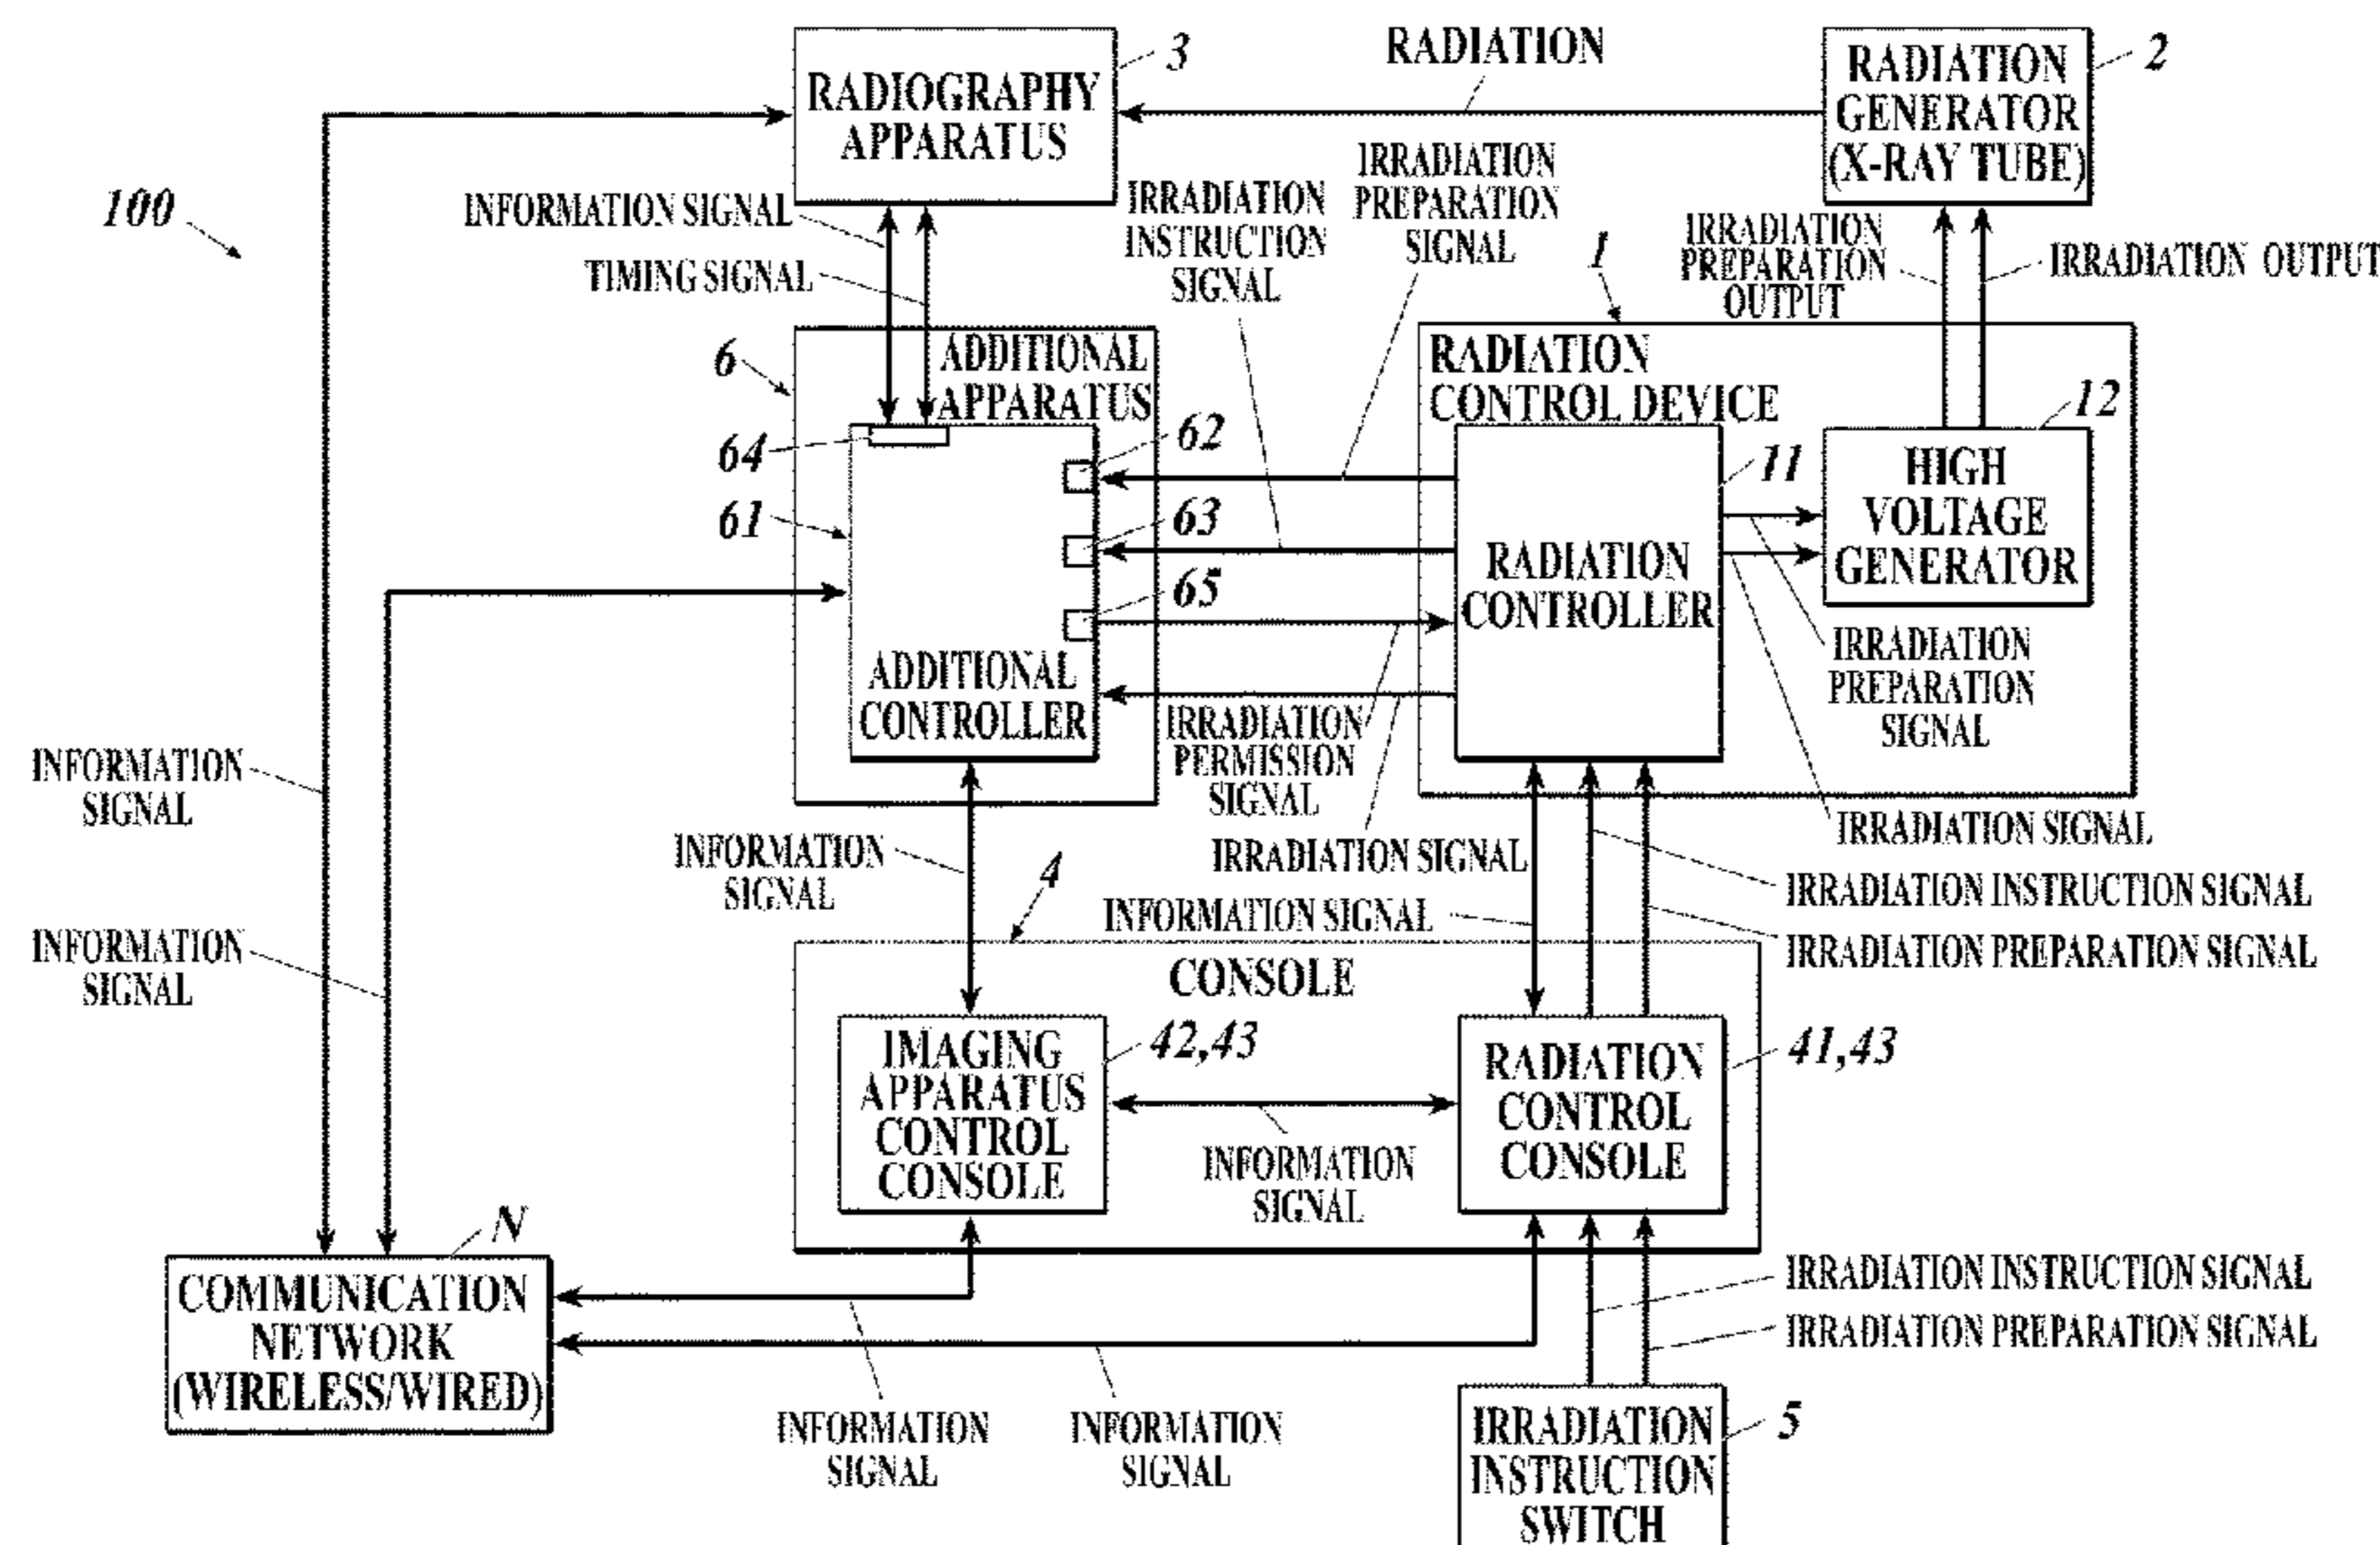 100
3
RADIOGRAPHY
APPARATUS
RADIATION
RADIATION
GENERATOR
(X-RAY TUBE)
2
INFORMATION SIGNAL
TIMING SIGNAL
IRRADIATION
INSTRUCTION
SIGNAL
IRRADIATION
PREPARATION
SIGNAL
IRRADIATION
PREPARATION
OUTPUT
IRRADIATION OUTPUT
1
6
ADDITIONAL
APPARATUS
64
61
62
63
65
ADDITIONAL
CONTROLLER
RADIATION
CONTROL DEVICE
11
12
RADIATION
CONTROLLER
HIGH
VOLTAGE
GENERATOR
IRRADIATION
PREPARATION
SIGNAL
IRRADIATION SIGNAL
IRRADIATION
PERMISSION
SIGNAL
IRRADIATION SIGNAL
INFORMATION
SIGNAL
INFORMATION
SIGNAL
INFORMATION
SIGNAL
4
INFORMATION SIGNAL
IRRADIATION INSTRUCTION SIGNAL
IRRADIATION PREPARATION SIGNAL
CONSOLE
IMAGING
APPARATUS
CONTROL
CONSOLE
42,43
INFORMATION
SIGNAL
RADIATION
CONTROL
CONSOLE
41,43
N
COMMUNICATION
NETWORK
(WIRELESS/WIRED)
INFORMATION
SIGNAL
INFORMATION
SIGNAL
IRRADIATION INSTRUCTION SIGNAL
IRRADIATION PREPARATION SIGNAL
5
IRRADIATION
INSTRUCTION
SWITCH